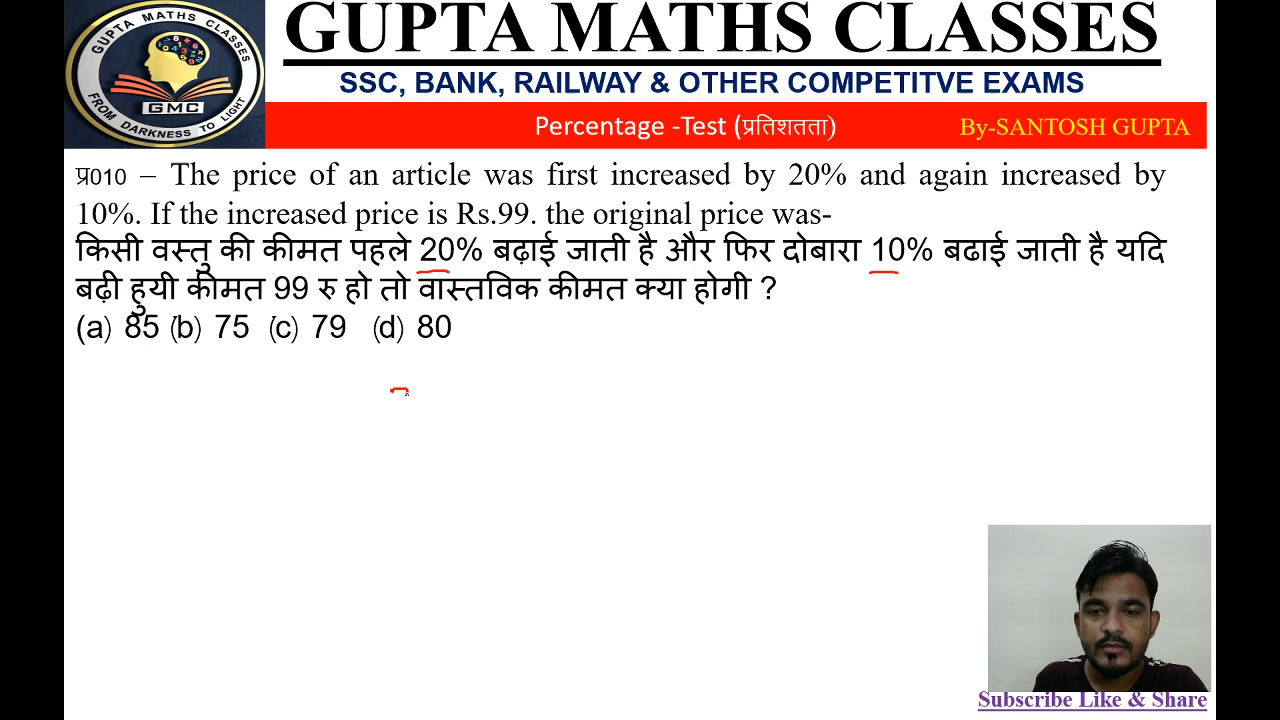 GUPTA MATHS CLASSES
GUPTA MATHS CLASSES
GMC
FROM DARKNESS TO LIGHT
SSC, BANK, RAILWAY & OTHER COMPETITVE EXAMS
Percentage -Test (प्रतिशतता) By-SANTOSH GUPTA
प्र010 – The price of an article was first increased by 20% and again increased by
10%. If the increased price is Rs.99. the original price was-
किसी वस्तु की कीमत पहले 20% बढ़ाई जाती है और फिर दोबारा 10% बढाई जाती है यदि
बढ़ी हुयी कीमत 99 रु हो तो वास्तविक कीमत क्या होगी ?
(a) 85 (b) 75 (c) 79 (d) 80
Subscribe Like & Share